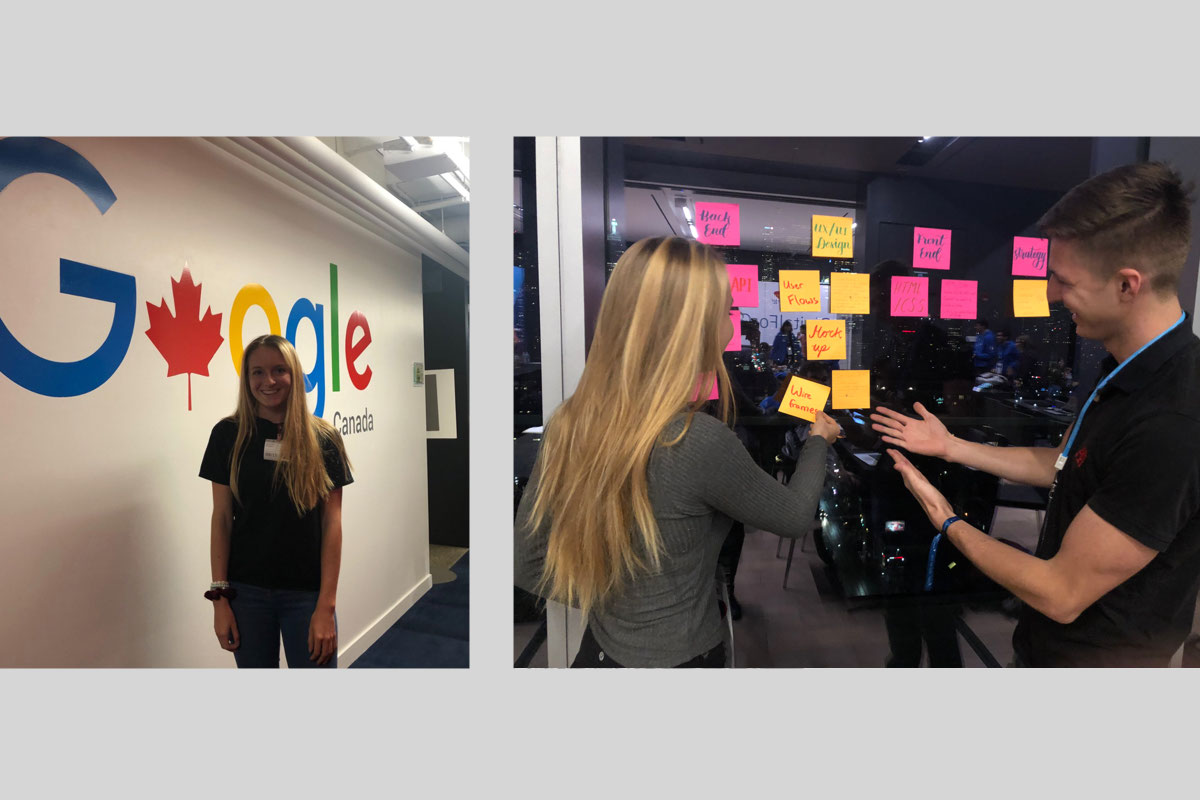 Google
Canada
Back
End
UX/UI
Design
Front
End
strategy
API
User
Flows
HTML
/CSS
Mock
up
Wire
frames